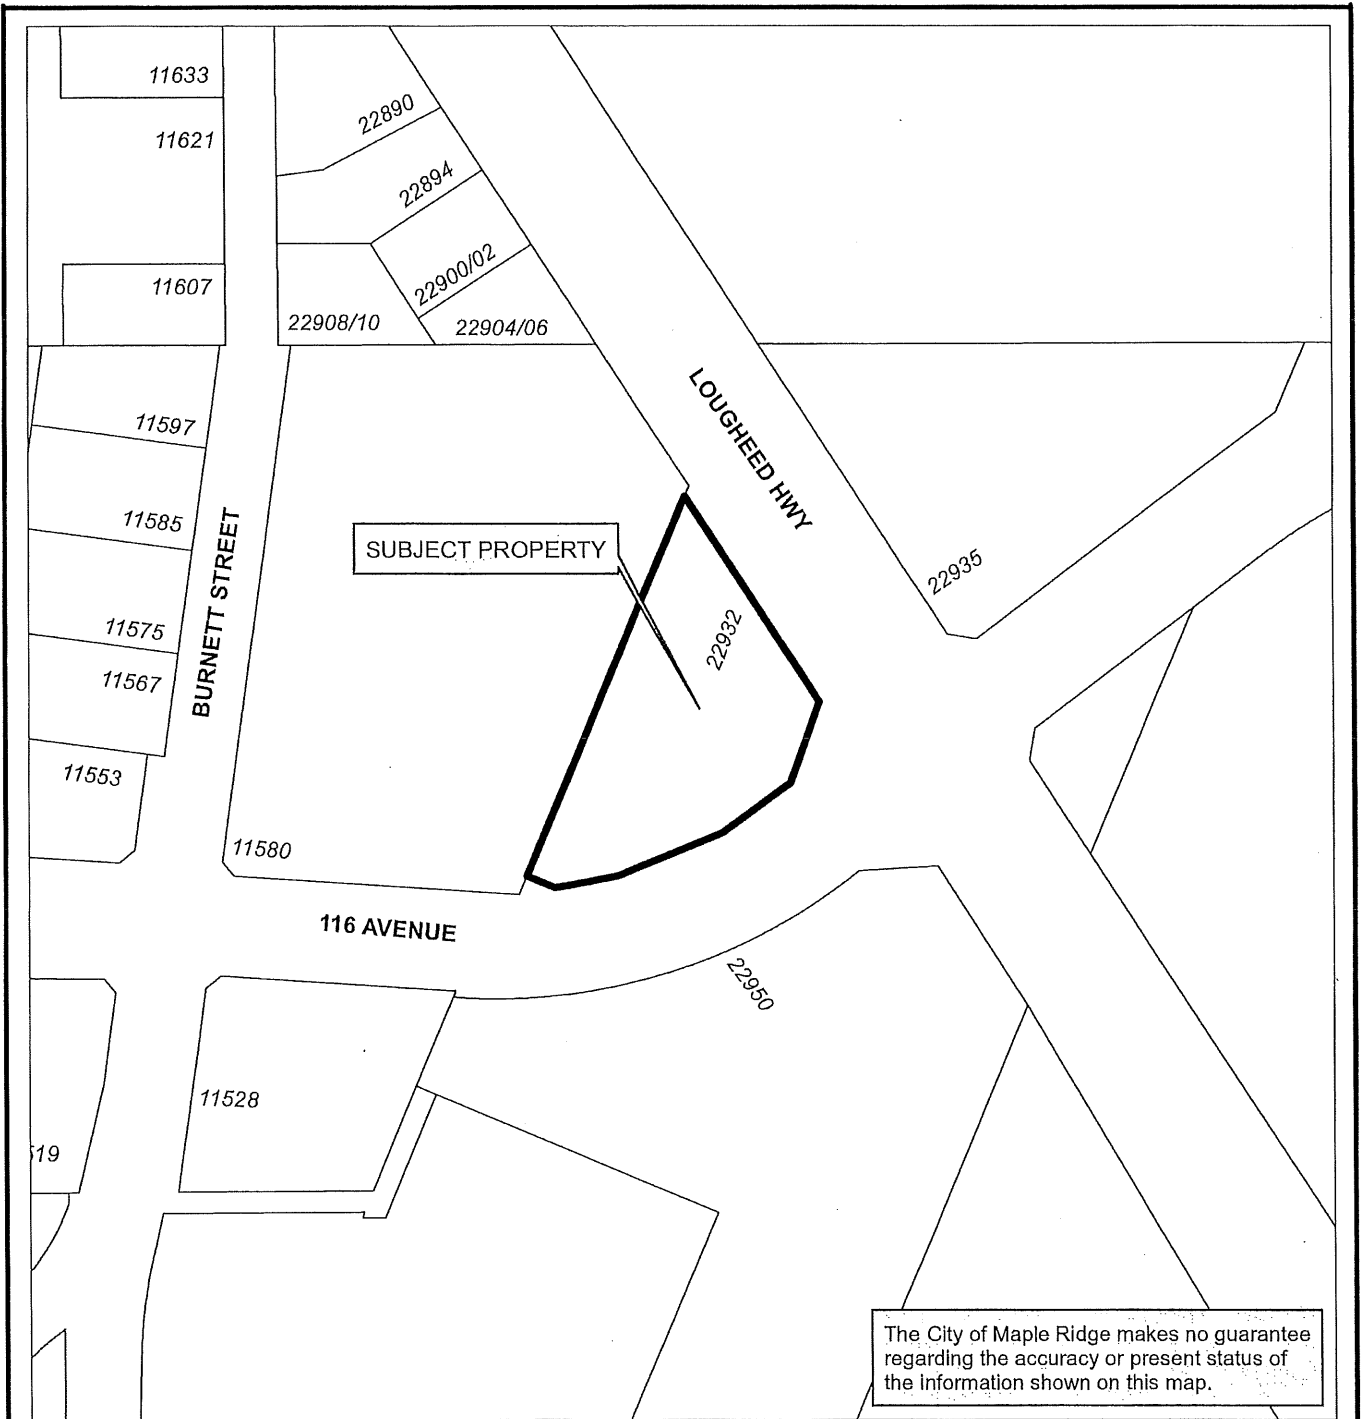 11633
22890
11621
22894
22900/02
11607
22908/10
22904/06
LOUGHEED HWY
11597
11585
SUBJECT PROPERTY
22935
BURNETT STREET
11575
22932
11567
11553
11580
116 AVENUE
22950
11528
19
The City of Maple Ridge makes no guarantee
regarding the accuracy or present status of
the information shown on this map.